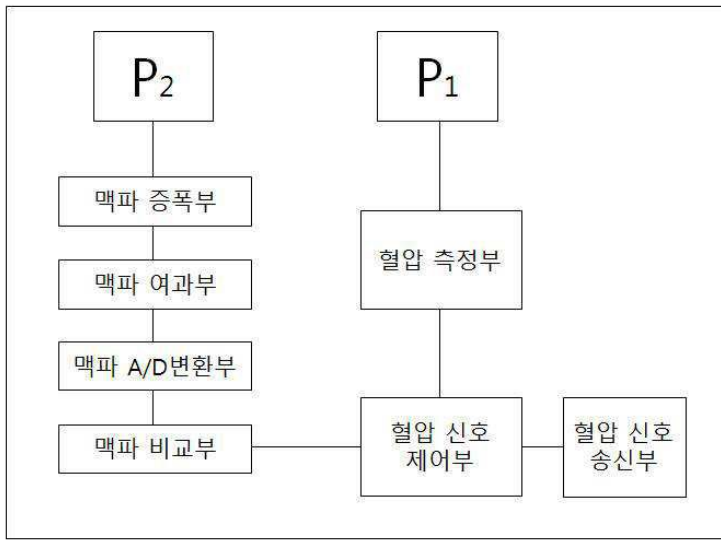 P2
P1
맥파 증폭부
맥파 여과부
맥파 A/D변환부
맥파 비교부
혈압 측정부
혈압 신호
제어부
혈압 신호
송신부